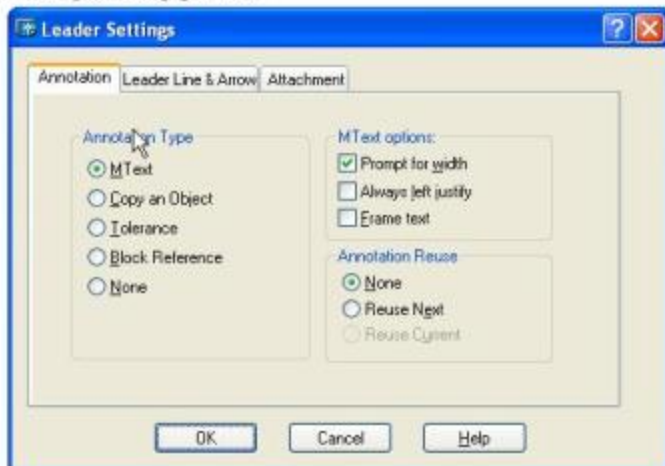 Leader Settings
Annotation Leader Line & Arrow Attachment
Annotation Type
MText
Copy an Object
Tolerance
Block Reference
None
MText options:
Prompt for width
Always left justify
Frame text
Annotation Reuse
None
Reuse Next
Reuse Current
OK Cancel Help